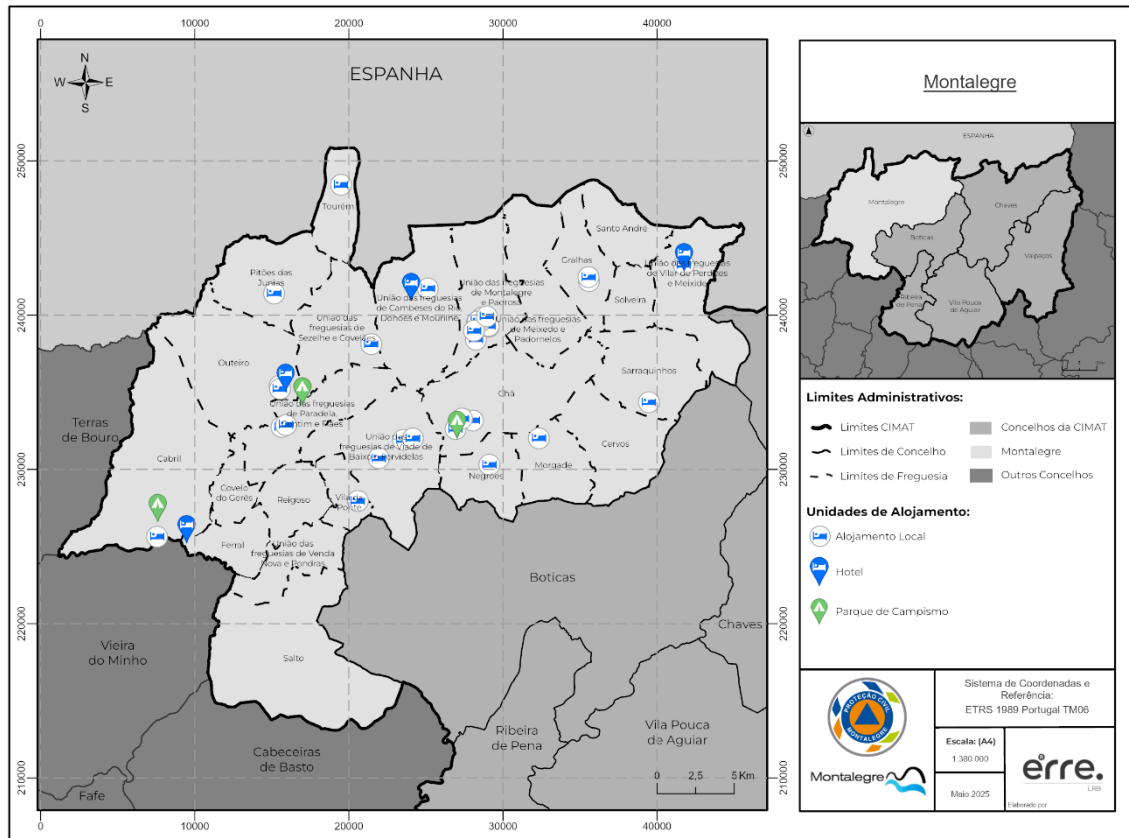 0
10000
20000
30000
40000
N
W
E
S
ESPANHA
250000
250000
240000
240000
230000
230000
220000
220000
210000
210000
Tourém
Santo André
Gralhas
União das freguesias
de Vilar de Perdizes
e Meixide
Pitões das
Junias
União das freguesias
de Cambeses do Rio,
Donões e Mourilhe
União das freguesias
de Montalegre
e Padroso
Solveira
União das
freguesias de
Sezelhe e Covelães
União das freguesias
de Meixedo e
Padornelos
Outeiro
Sarraquinhos
Chã
União das freguesias
de Paradela,
Terras
de Bouro
União das
freguesias de Viade de
Baixo e Fervidelas
Cervos
Cabril
Morgade
Negrões
Covelo
do Gerês
Reigoso
Vila da
Ponte
Ferral
União das
freguesias de Venda
Nova e Pondras
Boticas
Chaves
Vieira
do Minho
Salto
Ribeira
de Pena
Vila Pouca
de Aguiar
Cabeceiras
de Basto
Fafe
0 2,5 5 Km
0
10000
20000
30000
40000
Montalegre
ESPANHA
Montalegre
Chaves
Boticas
Valpaços
Ribeira
de Pena
Vila Pouca
de Aguiar
Limites Administrativos:
Limites CIMAT
Concelhos da CIMAT
Limites de Concelho
Montalegre
Limites de Freguesia
Outros Concelhos
Unidades de Alojamento:
Alojamento Local
Hotel
Parque de Campismo
PROTEÇÃO CIVIL
MONTALEGRE
Montalegre
Sistema de Coordenadas e
Referência:
ETRS 1989 Portugal TM06
Escala: (A4)
1:380 000
Maio 2025
Elaborado por
erre.
LRB